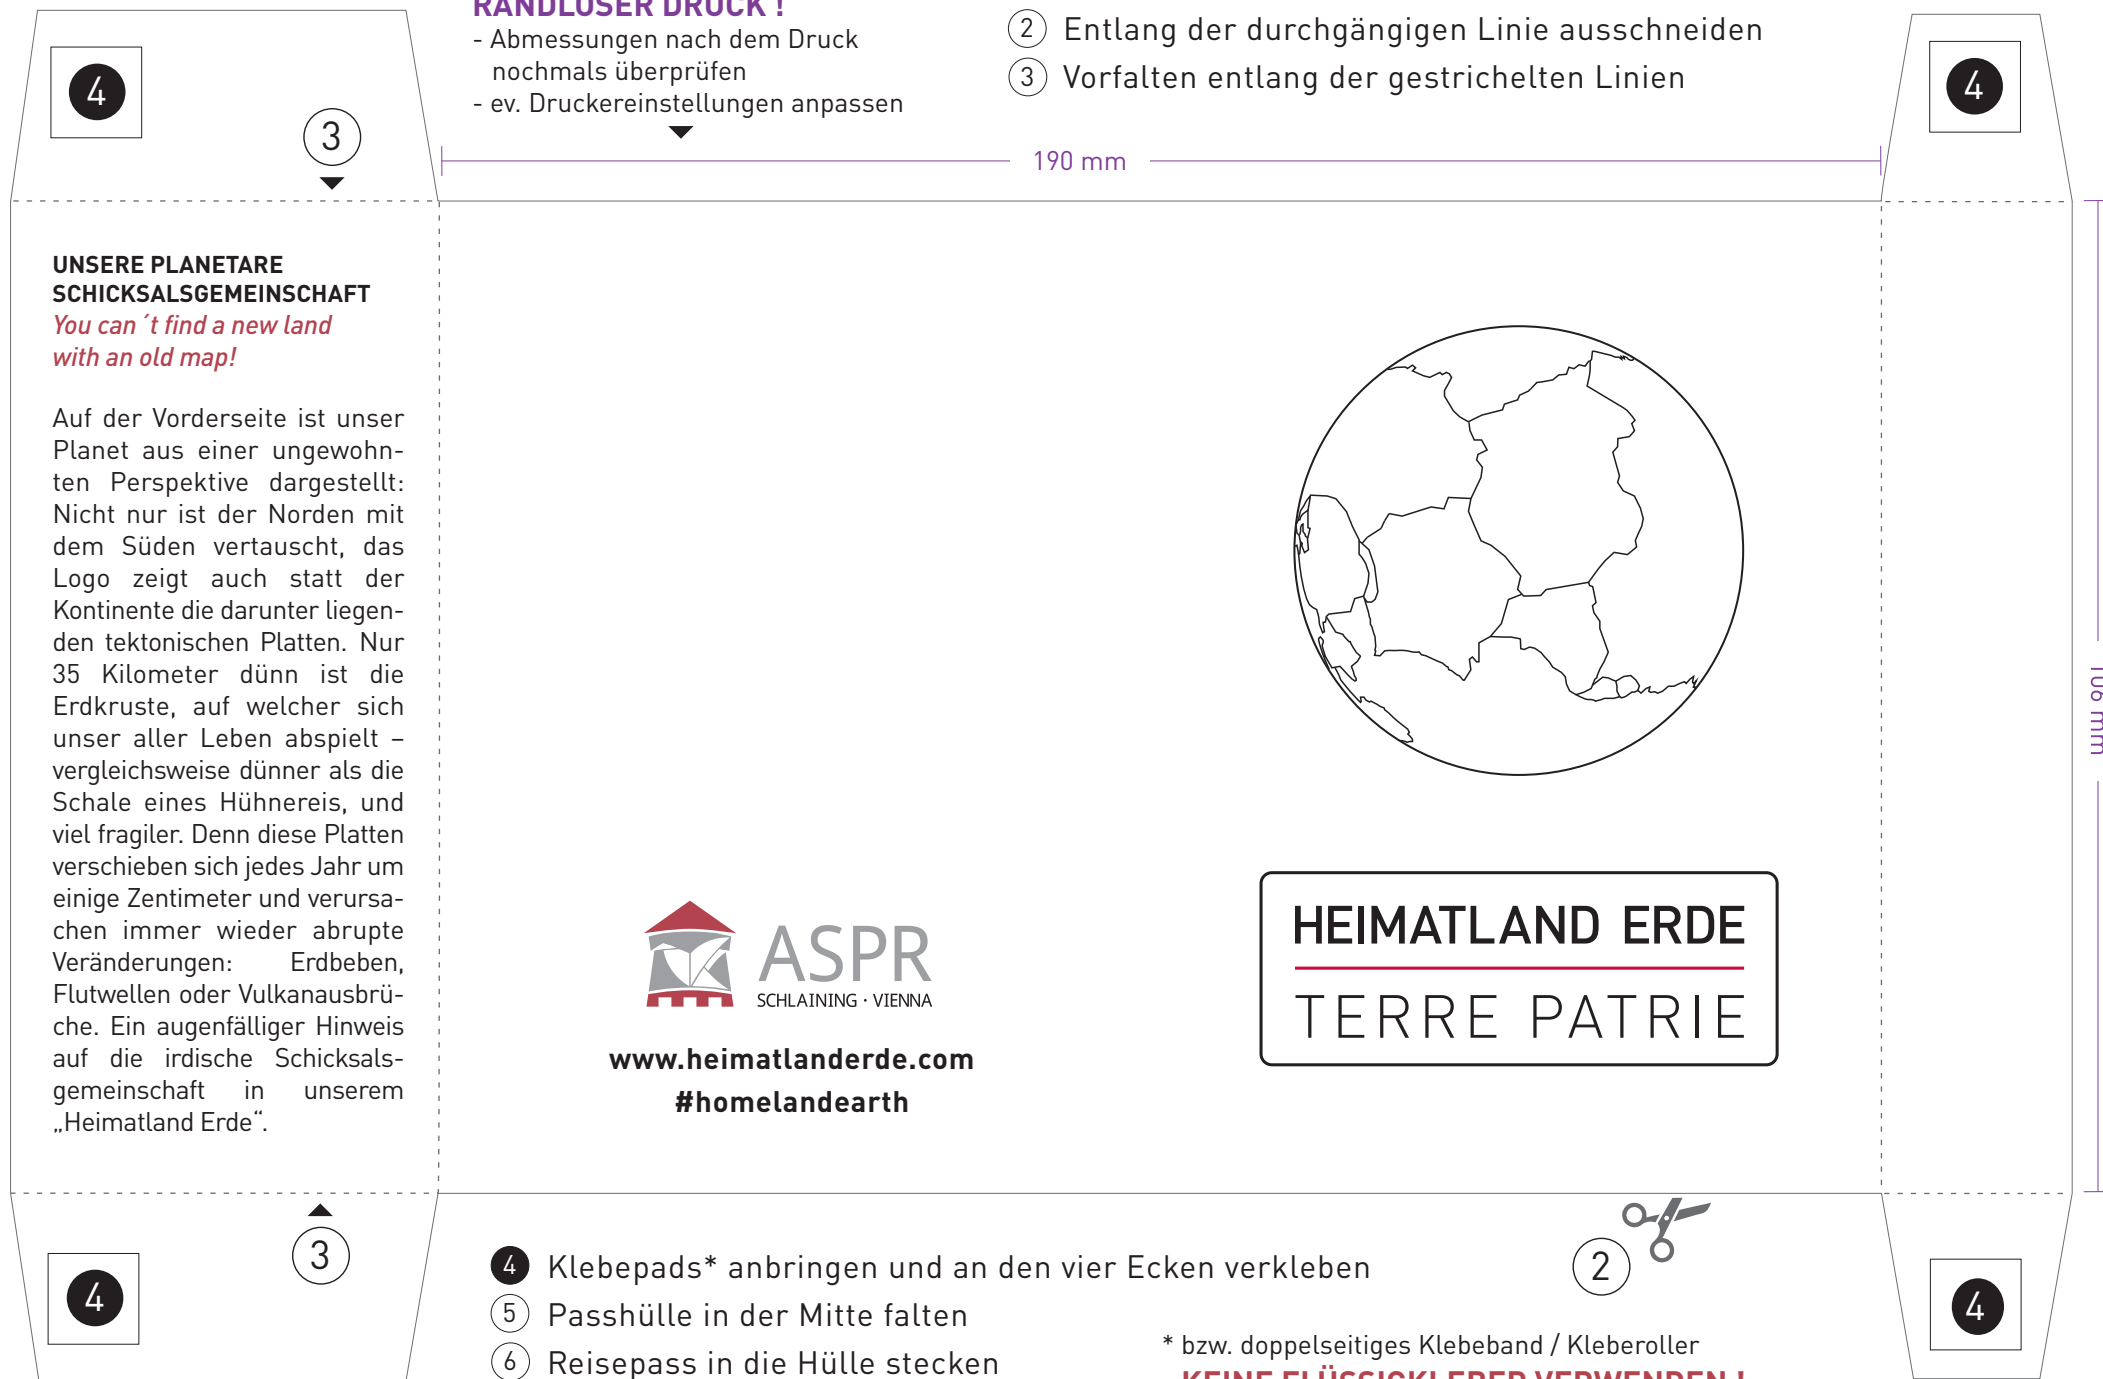 RANDLOSER DRUCK !
- Abmessungen nach dem Druck
nochmals überprüfen
- ev. Druckereinstellungen anpassen
2 Entlang der durchgängigen Linie ausschneiden
3 Vorfalten entlang der gestrichelten Linien
4
3
4
190 mm
106 mm
UNSERE PLANETARE
SCHICKSALSGEMEINSCHAFT
You can ´t find a new land
with an old map!
Auf der Vorderseite ist unser
Planet aus einer ungewohn-
ten Perspektive dargestellt:
Nicht nur ist der Norden mit
dem Süden vertauscht, das
Logo zeigt auch statt der
Kontinente die darunter liegen-
den tektonischen Platten. Nur
35 Kilometer dünn ist die
Erdkruste, auf welcher sich
unser aller Leben abspielt –
vergleichsweise dünner als die
Schale eines Hühnereis, und
viel fragiler. Denn diese Platten
verschieben sich jedes Jahr um
einige Zentimeter und verursa-
chen immer wieder abrupte
Veränderungen: Erdbeben,
Flutwellen oder Vulkanausbrü-
che. Ein augenfälliger Hinweis
auf die irdische Schicksals-
gemeinschaft in unserem
„Heimatland Erde“.
ASPR
SCHLAINING · VIENNA
www.heimatlanderde.com
#homelandearth
HEIMATLAND ERDE
TERRE PATRIE
4
3
4 Klebepads* anbringen und an den vier Ecken verkleben
5 Passhülle in der Mitte falten
6 Reisepass in die Hülle stecken
2
* bzw. doppelseitiges Klebeband / Kleberoller
KEINE FLÜSSIGKLEBER VERWENDEN !
4